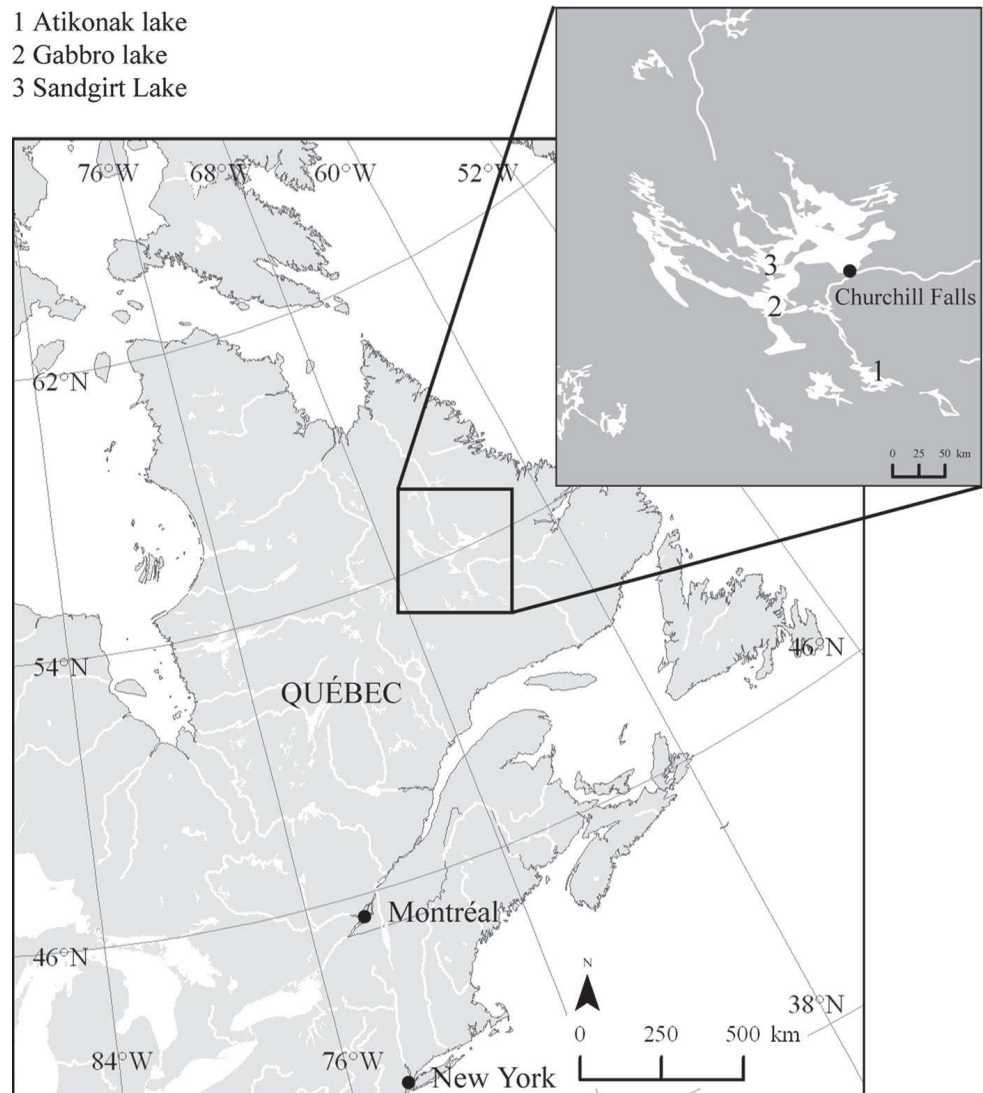 1 Atikonak lake
2 Gabbro lake
3 Sandgirt Lake
76°W 68°W 60°W 52°W
3
Churchill Falls
2
1
62°N
0 25 50 km
54°N
46°N
QUÉBEC
Montréal
46°N
N
38°N
0 250 500 km
84°W 76°W
New York